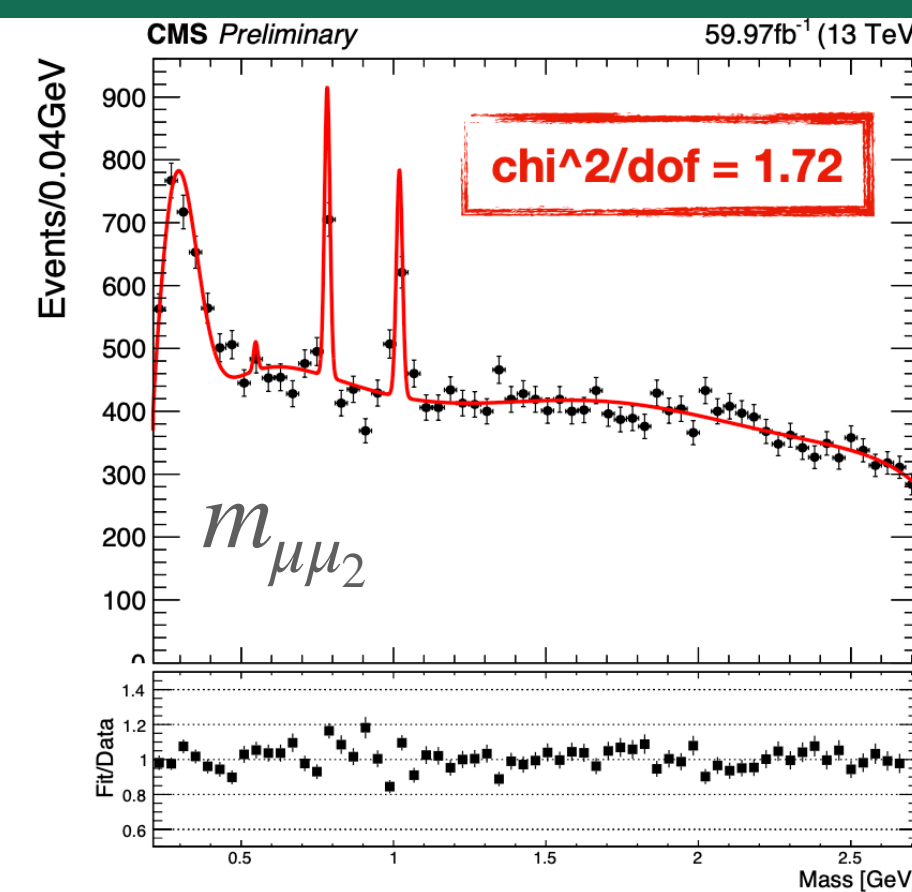 CMS Preliminary 59.97fb⁻¹ (13 TeV
Events/0.04GeV
900
800
700
600
500
400
300
200
100
0
chi^2/dof = 1.72
mμμ₂
Fit/Data
1.4
1.2
1
0.8
0.6
0.5 1 1.5 2 2.5
Mass [GeV